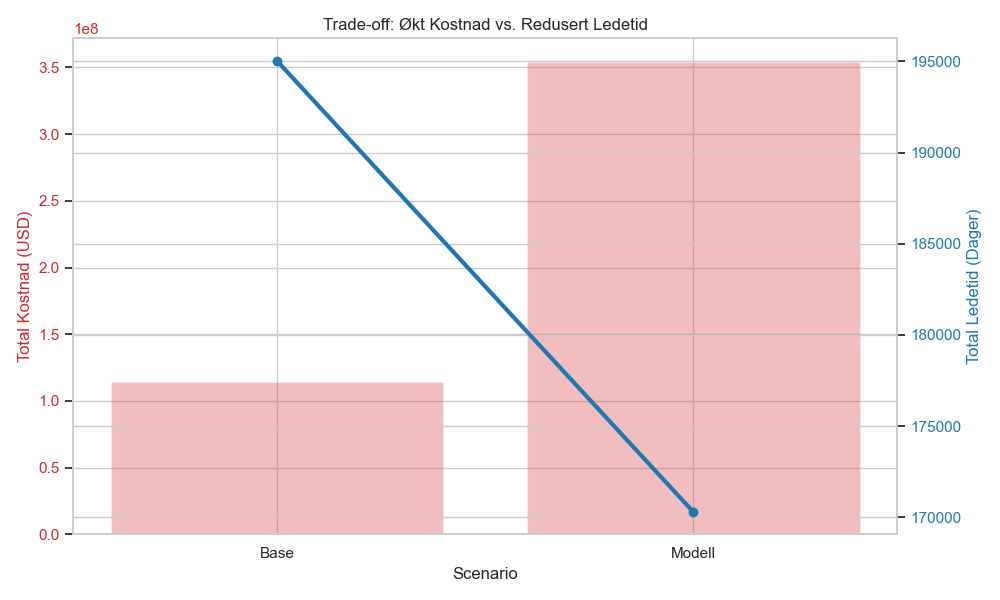 Trade-off: Økt Kostnad vs. Redusert Ledetid
1e8
3.5
3.0
2.5
2.0
1.5
1.0
0.5
0.0
Total Kostnad (USD)
195000
190000
185000
180000
175000
170000
Total Ledetid (Dager)
Base
Modell
Scenario